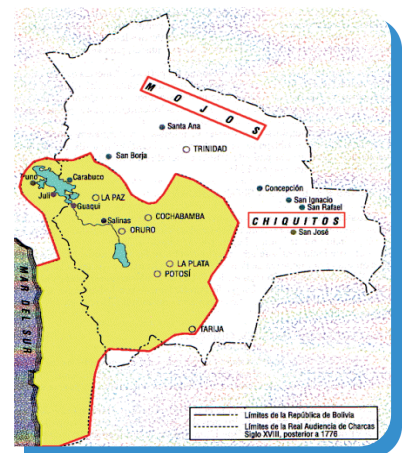 MOJOS
Santa Ana
TRINIDAD
San Borja
Puno
Carabuco
Juli
LA PAZ
Guaqui
Concepción
San Ignacio
San Rafael
CHIQUITOS
San José
Salinas
COCHABAMBA
ORURO
LA PLATA
POTOSÍ
MAR DEL SUR
TARIJA
Límites de la República de Bolivia
Límites de la Real Audiencia de Charcas
Siglo XVIII, posterior a 1776